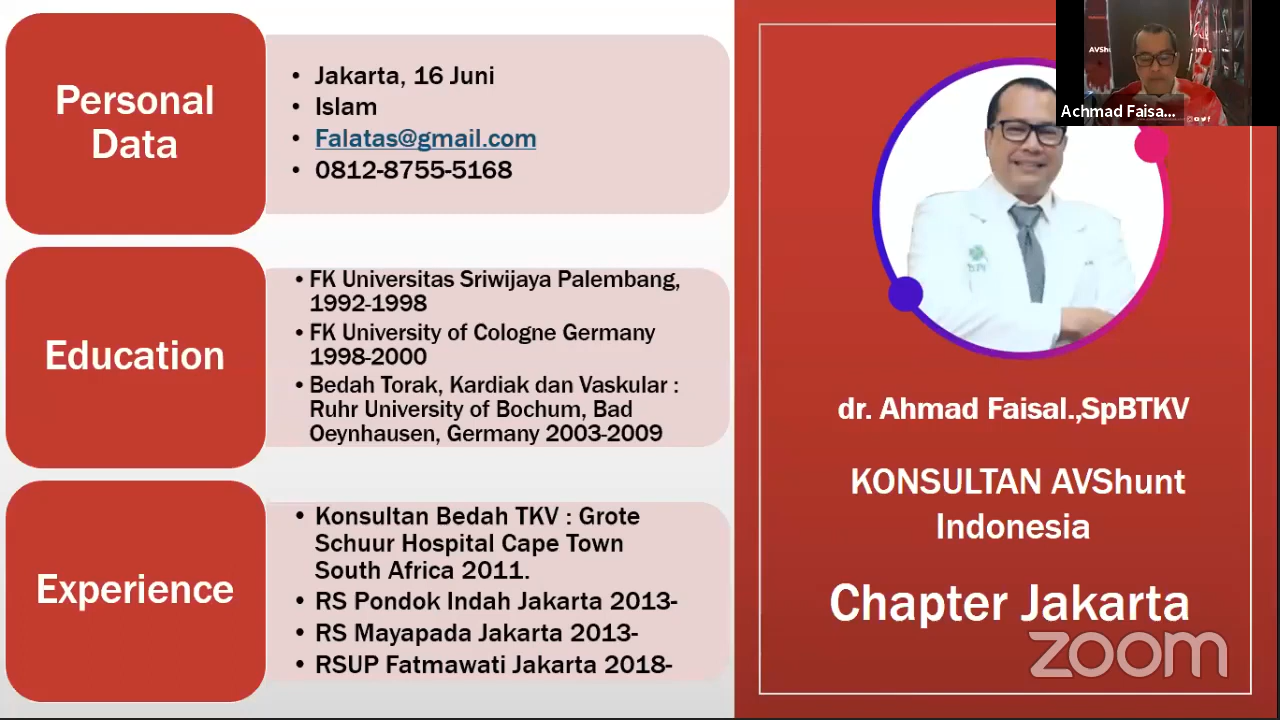 Personal
Data
• Jakarta, 16 Juni
• Islam
• Falatas@gmail.com
• 0812-8755-5168
Education
• FK Universitas Sriwijaya Palembang,
1992-1998
• FK University of Cologne Germany
1998-2000
• Bedah Torak, Kardiak dan Vaskular :
Ruhr University of Bochum, Bad
Oeynhausen, Germany 2003-2009
Experience
• Konsultan Bedah TKV : Grote
Schuur Hospital Cape Town
South Africa 2011.
• RS Pondok Indah Jakarta 2013-
• RS Mayapada Jakarta 2013-
• RSUP Fatmawati Jakarta 2018-
AVShu
Achmad Faisa...
dr. Ahmad Faisal.,SpBTKV
KONSULTAN AVShunt
Indonesia
Chapter Jakarta
zoom